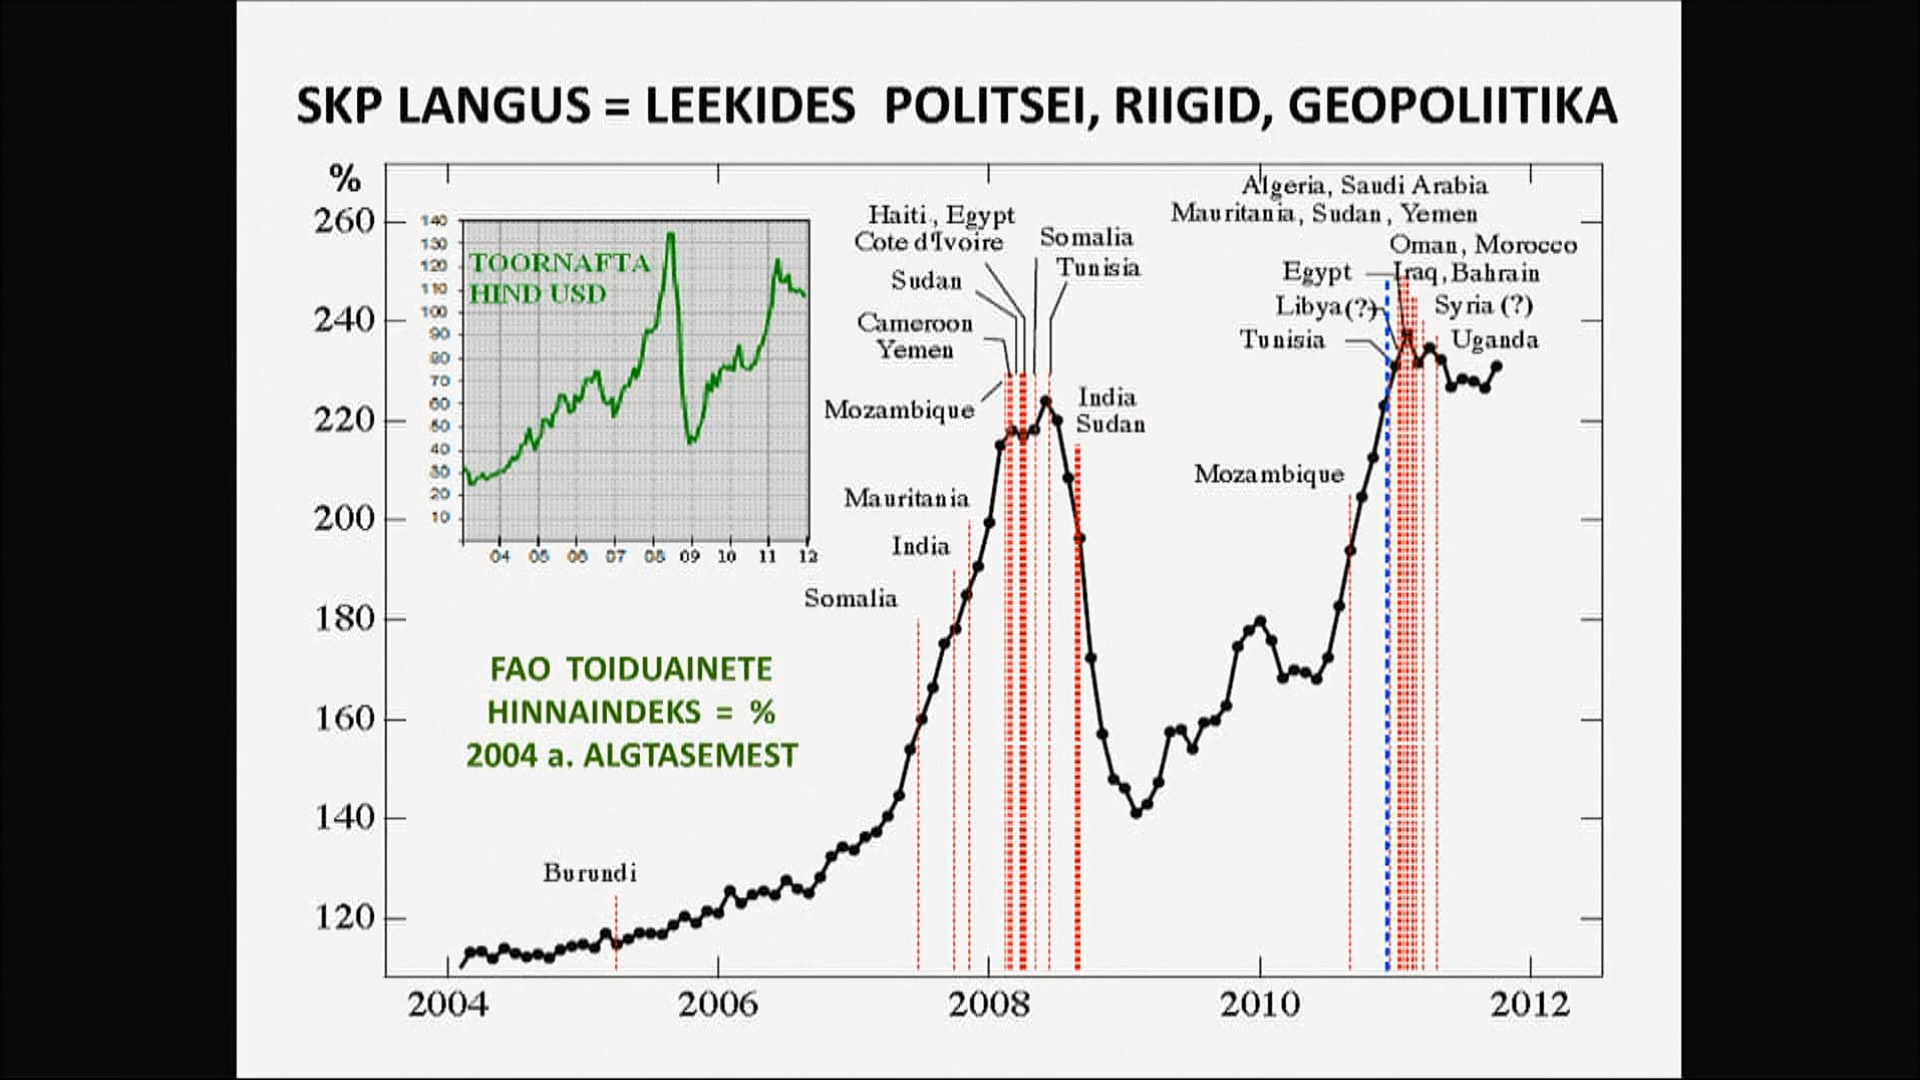 SKP LANGUS = LEEKIDES POLITSEI, RIIGID, GEOPOLIITIKA
%
260
240
220
200
180
160
140
120
2004
2006
2008
2010
2012
140
130
120
110
100
90
80
70
60
50
40
30
20
10
TOORNAFTA
HIND USD
04 05 06 07 08 09 10 11 12
FAO TOIDUAINETE
HINNAINDEKS = %
2004 a. ALGTASEMEST
Burundi
Somalia
India
Mauritania
Mozambique
Cameroon
Yemen
Sudan
Haiti, Egypt
Cote d'Ivoire
Somalia
Tunisia
India
Sudan
Mozambique
Algeria, Saudi Arabia
Mauritania, Sudan, Yemen
Oman, Morocco
Egypt
Iraq, Bahrain
Libya(?)
Syria (?)
Tunisia
Uganda